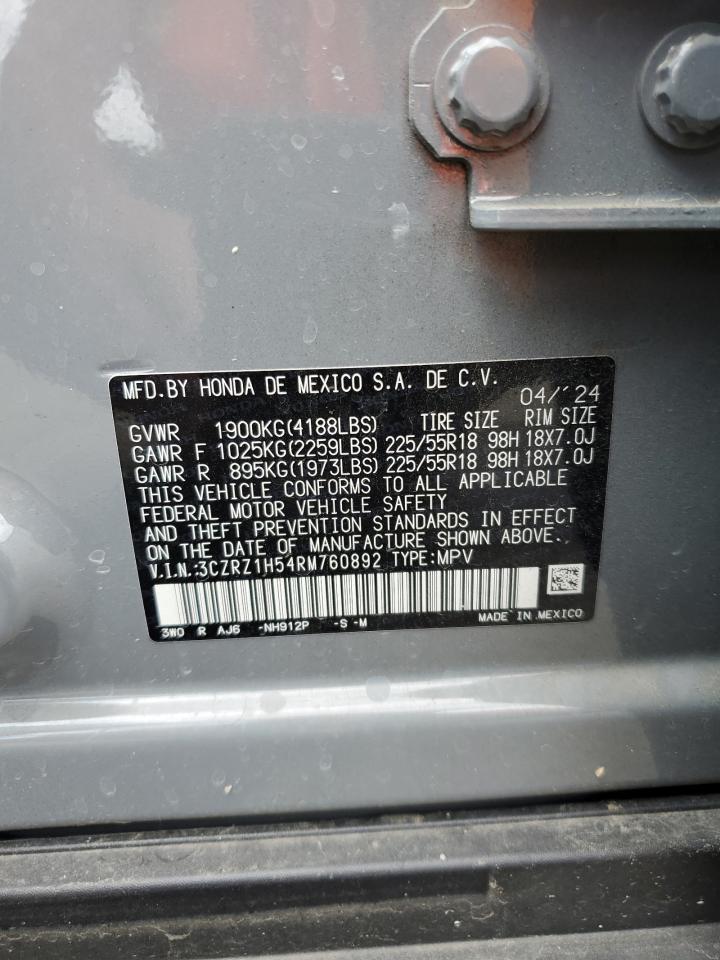 MFD.BY HONDA DE MEXICO S.A. DE C.V. 04/´24
GVWR 1900KG(4188LBS) TIRE SIZE RIM SIZE
GAWR F 1025KG(2259LBS) 225/55R18 98H 18X7.0J
GAWR R 895KG(1973LBS) 225/55R18 98H 18X7.0J
THIS VEHICLE CONFORMS TO ALL APPLICABLE
FEDERAL MOTOR VEHICLE SAFETY
AND THEFT PREVENTION STANDARDS IN EFFECT
ON THE DATE OF MANUFACTURE SHOWN ABOVE.
V.I.N.:3CZRZ1H54RM760892 TYPE:MPV
3W0 R AJ6 -NH912P -S -M MADE IN MEXICO